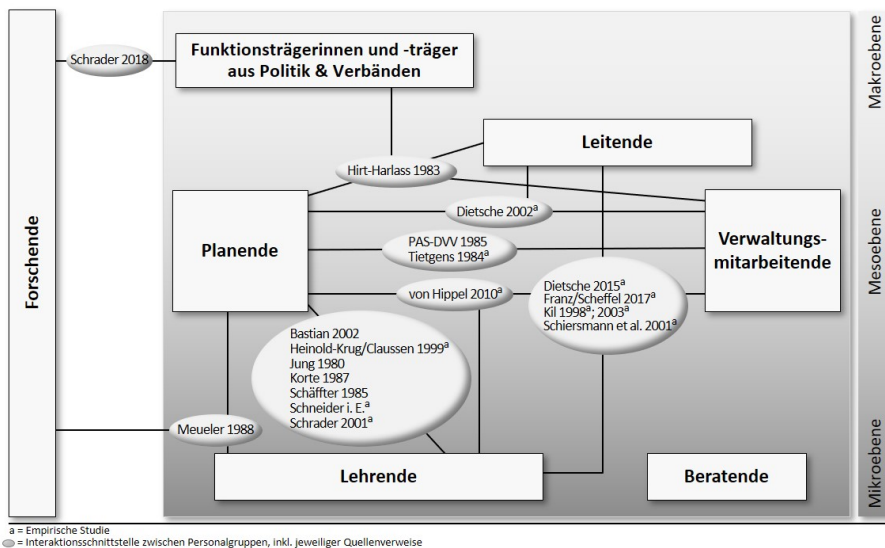 Schrader 2018
Funktionsträgerinnen und -träger
aus Politik & Verbänden
Makroebene
Leitende
Hirt-Harlass 1983
Forschende
Planende
Dietsche 2002ᵃ
PAS-DVV 1985
Tietgens 1984ᵃ
von Hippel 2010ᵃ
Verwaltungs-
mitarbeitende
Mesoebene
Dietsche 2015ᵃ
Franz/Scheffel 2017ᵃ
Kil 1998ᵃ; 2003ᵃ
Schiersmann et al. 2001ᵃ
Bastian 2002
Heinold-Krug/Claussen 1999ᵃ
Jung 1980
Korte 1987
Schäffter 1985
Schneider i. E.ᵃ
Schrader 2001ᵃ
Meueler 1988
Lehrende
Beratende
Mikroebene
a = Empirische Studie
= Interaktionsschnittstelle zwischen Personalgruppen, inkl. jeweiliger Quellenverweise